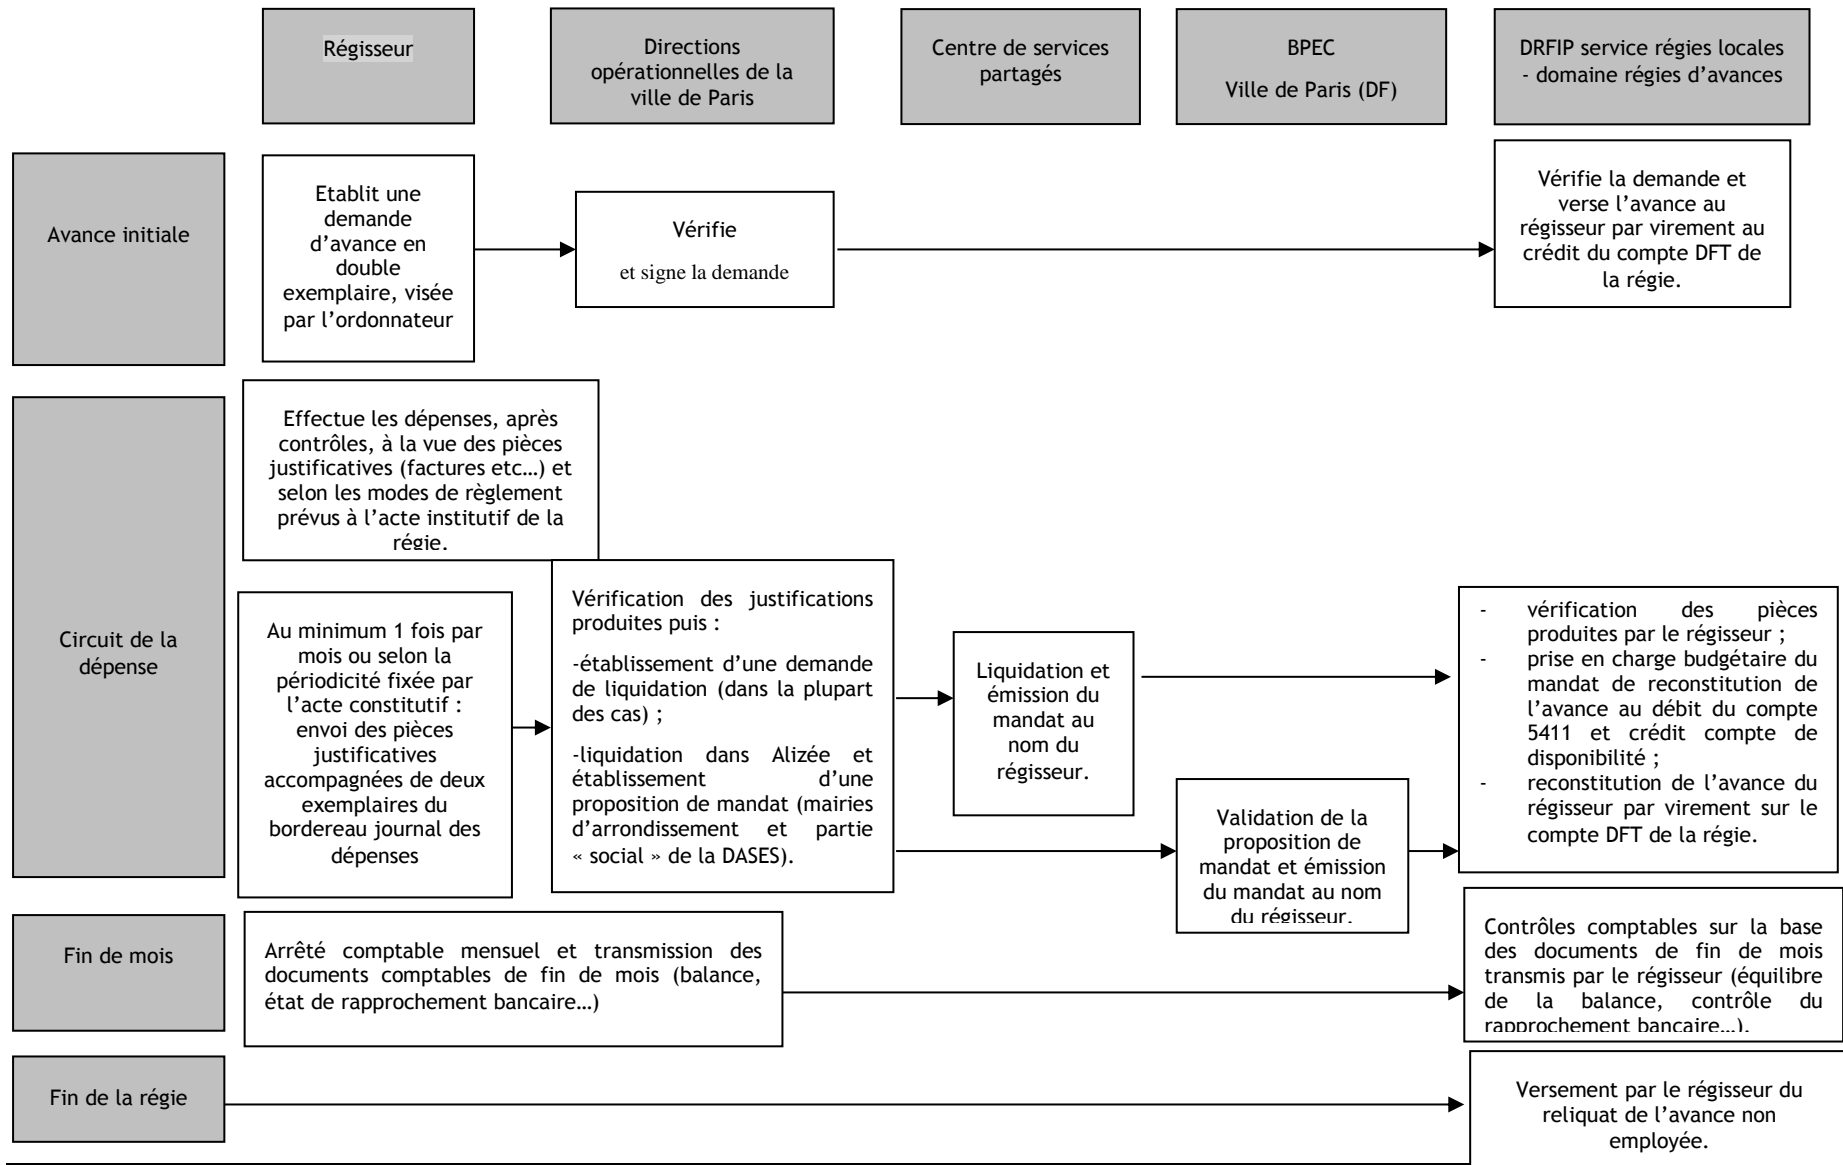 Régisseur
Directions
opérationnelles de la
ville de Paris
Centre de services
partagés
BPEC
Ville de Paris (DF)
DRFIP service régies locales
- domaine régies d’avances
Avance initiale
Etablit une
demande
d’avance en
double
exemplaire, visée
par l’ordonnateur
Vérifie
et signe la demande
Vérifie la demande et
verse l’avance au
régisseur par virement au
crédit du compte DFT de
la régie.
Circuit de la
dépense
Effectue les dépenses, après
contrôles, à la vue des pièces
justificatives (factures etc…) et
selon les modes de règlement
prévus à l’acte institutif de la
régie.
Au minimum 1 fois par
mois ou selon la
périodicité fixée par
l’acte constitutif :
envoi des pièces
justificatives
accompagnées de deux
exemplaires du
bordereau journal des
dépenses
Vérification des justifications
produites puis :
-établissement d’une demande
de liquidation (dans la plupart
des cas) ;
-liquidation dans Alizée et
établissement d’une
proposition de mandat (mairies
d’arrondissement et partie
« social » de la DASES).
Liquidation et
émission du
mandat au
nom du
régisseur.
Validation de la
proposition de
mandat et émission
du mandat au nom
du régisseur.
- vérification des pièces
produites par le régisseur ;
- prise en charge budgétaire du
mandat de reconstitution de
l’avance au débit du compte
5411 et crédit compte de
disponibilité ;
- reconstitution de l’avance du
régisseur par virement sur le
compte DFT de la régie.
Fin de mois
Arrêté comptable mensuel et transmission des
documents comptables de fin de mois (balance,
état de rapprochement bancaire…)
Contrôles comptables sur la base
des documents de fin de mois
transmis par le régisseur (équilibre
de la balance, contrôle du
rapprochement bancaire…).
Fin de la régie
Versement par le régisseur du
reliquat de l’avance non
employée.